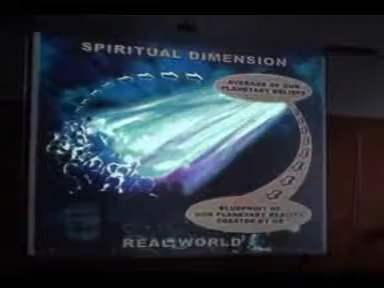 SPIRITUAL DIMENSION
AVERAGE OF OUR
PLANETARY BELIEFS
BLUEPRINT OF
OUR PLANETARY REALITY
CREATED BY US
REAL WORLD